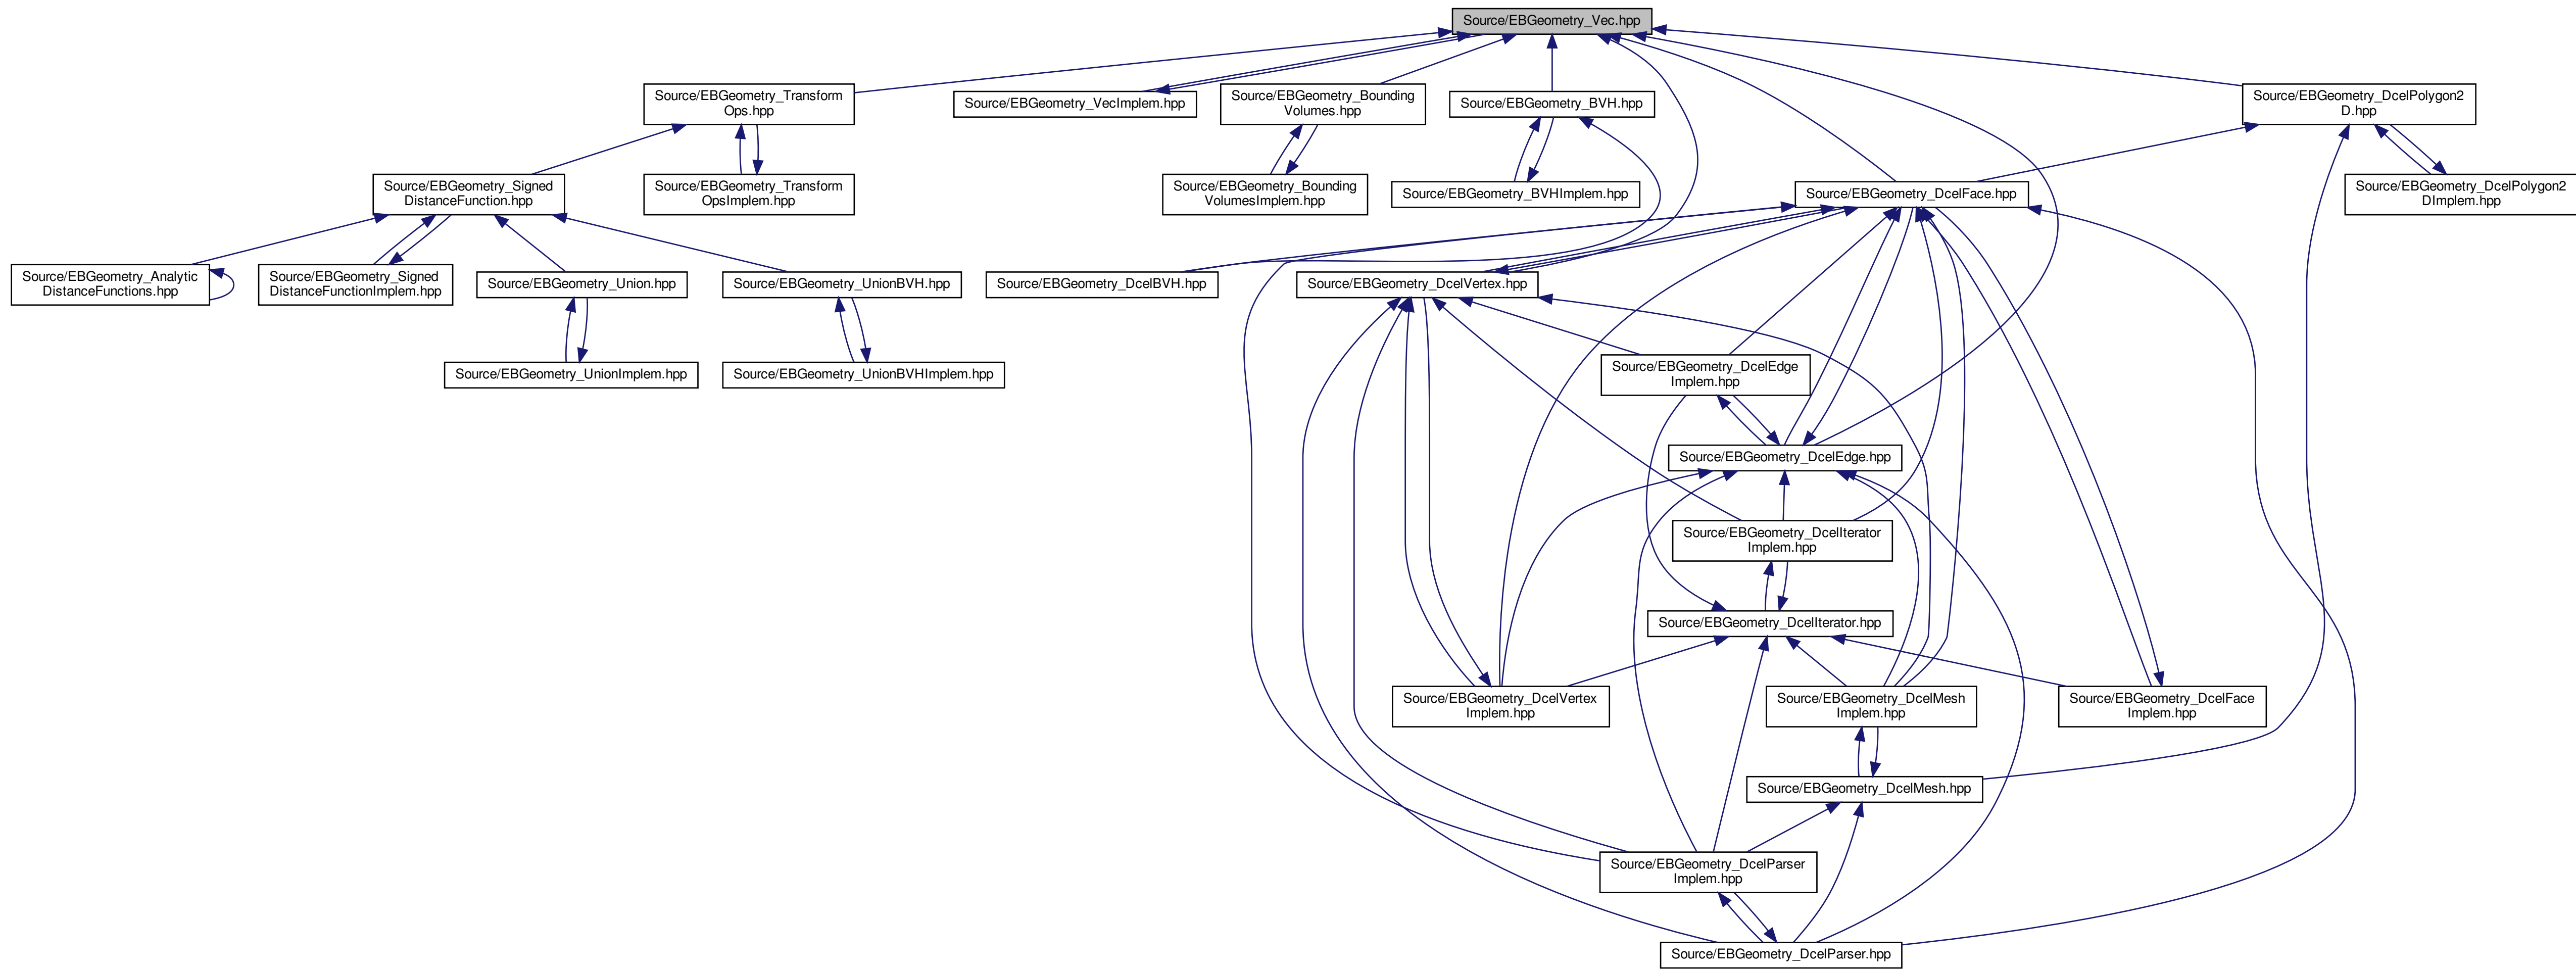 Source/EBGeometry_Vec.hpp
Source/EBGeometry_Transform
Ops.hpp
Source/EBGeometry_VecImplem.hpp
Source/EBGeometry_Bounding
Volumes.hpp
Source/EBGeometry_BVH.hpp
Source/EBGeometry_DcelPolygon2
D.hpp
Source/EBGeometry_Signed
DistanceFunction.hpp
Source/EBGeometry_Transform
OpsImplem.hpp
Source/EBGeometry_Bounding
VolumesImplem.hpp
Source/EBGeometry_BVHImplem.hpp
Source/EBGeometry_DcelFace.hpp
Source/EBGeometry_DcelPolygon2
DImplem.hpp
Source/EBGeometry_Analytic
DistanceFunctions.hpp
Source/EBGeometry_Signed
DistanceFunctionImplem.hpp
Source/EBGeometry_Union.hpp
Source/EBGeometry_UnionBVH.hpp
Source/EBGeometry_DcelBVH.hpp
Source/EBGeometry_DcelVertex.hpp
Source/EBGeometry_UnionImplem.hpp
Source/EBGeometry_UnionBVHImplem.hpp
Source/EBGeometry_DcelEdge
Implem.hpp
Source/EBGeometry_DcelEdge.hpp
Source/EBGeometry_DcelIterator
Implem.hpp
Source/EBGeometry_DcelIterator.hpp
Source/EBGeometry_DcelVertex
Implem.hpp
Source/EBGeometry_DcelMesh
Implem.hpp
Source/EBGeometry_DcelFace
Implem.hpp
Source/EBGeometry_DcelMesh.hpp
Source/EBGeometry_DcelParser
Implem.hpp
Source/EBGeometry_DcelParser.hpp